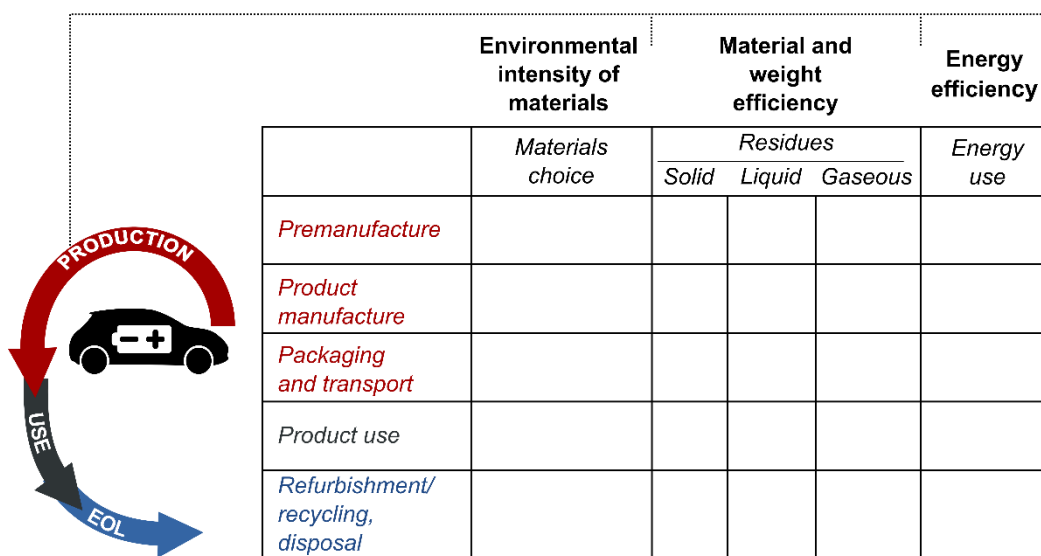 Environmental
intensity of
materials
Material and
weight
efficiency
Energy
efficiency
Materials
choice
Residues
Solid Liquid Gaseous
Energy
use
PRODUCTION
USE
EOL
Premanufacture
Product
manufacture
Packaging
and transport
Product use
Refurbishment/
recycling,
disposal